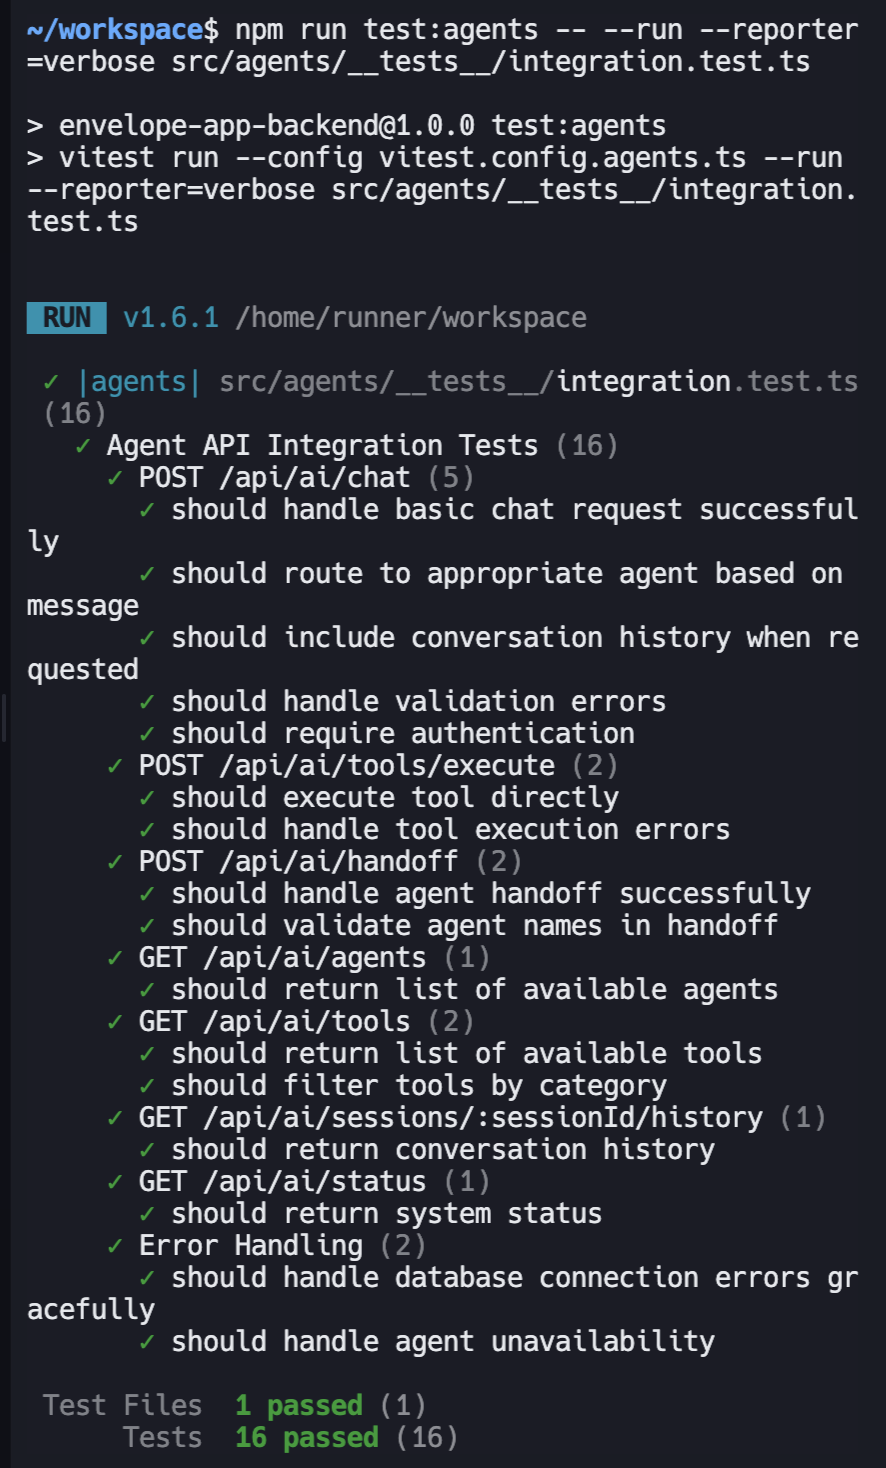 ~/workspace$ npm run test:agents -- --run --reporter
=verbose src/agents/__tests__/integration.test.ts
> envelope-app-backend@1.0.0 test:agents
> vitest run --config vitest.config.agents.ts --run
--reporter=verbose src/agents/__tests__/integration.
test.ts
RUN v1.6.1 /home/runner/workspace
✓ |agents| src/agents/__tests__/integration.test.ts
(16)
✓ Agent API Integration Tests (16)
✓ POST /api/ai/chat (5)
✓ should handle basic chat request successful
ly
✓ should route to appropriate agent based on
message
✓ should include conversation history when re
quested
✓ should handle validation errors
✓ should require authentication
✓ POST /api/ai/tools/execute (2)
✓ should execute tool directly
✓ should handle tool execution errors
✓ POST /api/ai/handoff (2)
✓ should handle agent handoff successfully
✓ should validate agent names in handoff
✓ GET /api/ai/agents (1)
✓ should return list of available agents
✓ GET /api/ai/tools (2)
✓ should return list of available tools
✓ should filter tools by category
✓ GET /api/ai/sessions/:sessionId/history (1)
✓ should return conversation history
✓ GET /api/ai/status (1)
✓ should return system status
✓ Error Handling (2)
✓ should handle database connection errors gr
acefully
✓ should handle agent unavailability
Test Files 1 passed (1)
Tests 16 passed (16)